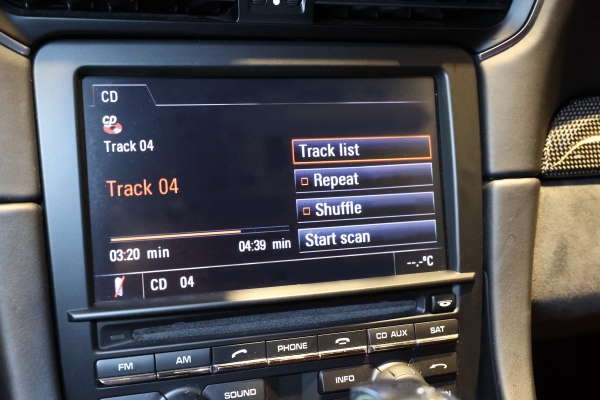 CD
CD
Track 04
Track list
Track 04
Repeat
Shuffle
Start scan
03:20 min
04:39 min
--.-°C
CD 04
FM
AM
PHONE
CD AUX
SAT
SOUND
INFO